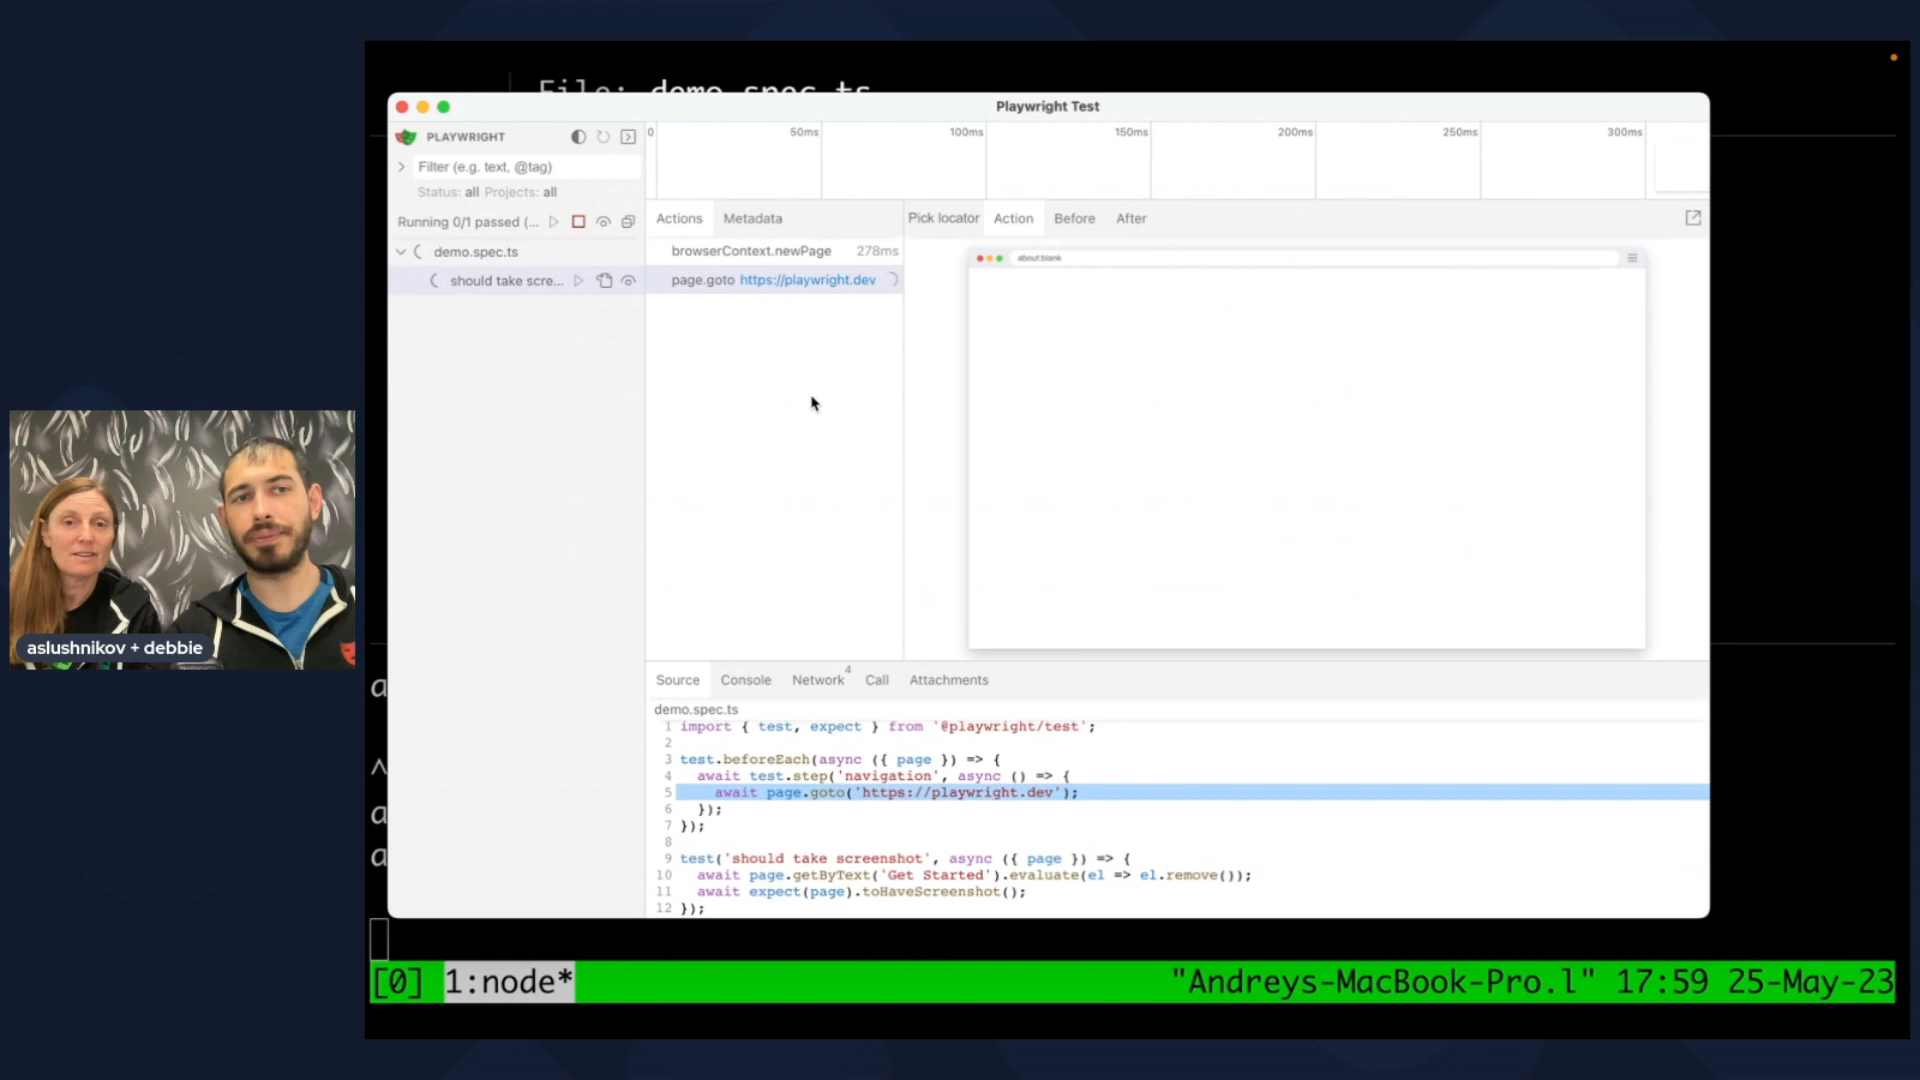 File: demo.spec.ts
Playwright Test
PLAYWRIGHT
Filter (e.g. text, @tag)
Status: all Projects: all
Running 0/1 passed (...
demo.spec.ts
should take scre...
0 50ms 100ms 150ms 200ms 250ms 300ms
Actions Metadata
browserContext.newPage 278ms
page.goto https://playwright.dev
Pick locator Action Before After
about:blank
Source Console Network 4 Call Attachments
demo.spec.ts
1 import { test, expect } from '@playwright/test';
2
3 test.beforeEach(async ({ page }) => {
4 await test.step('navigation', async () => {
5 await page.goto('https://playwright.dev');
6 });
7 });
8
9 test('should take screenshot', async ({ page }) => {
10 await page.getByText('Get Started').evaluate(el => el.remove());
11 await expect(page).toHaveScreenshot();
12 });
aslushnikov + debbie
a
^
a
a
[0] 1:node* "Andreys-MacBook-Pro.l" 17:59 25-May-23